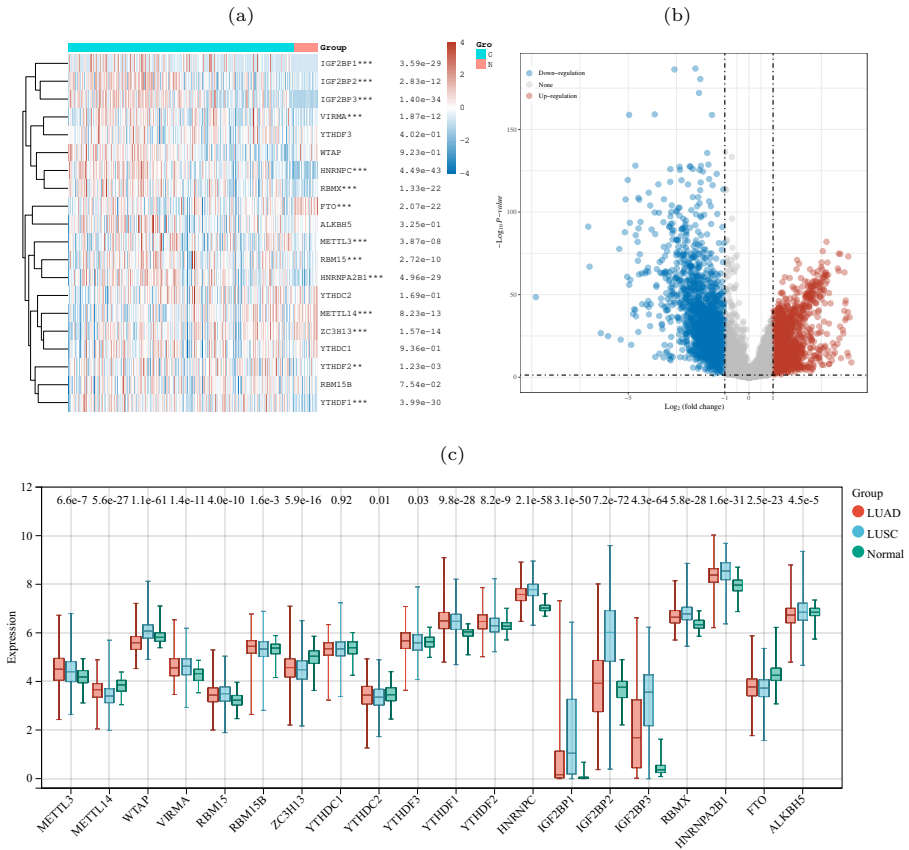 (a)
Group
IGF2BP1*** 3.59e-29
IGF2BP2*** 2.83e-12
IGF2BP3*** 1.40e-34
VIRMA*** 1.87e-12
YTHDF3 4.02e-01
WTAP 9.23e-01
HNRNPC*** 4.49e-43
RBMX*** 1.33e-22
FTO*** 2.07e-22
ALKBH5 3.25e-01
METTL3*** 3.87e-08
RBM15*** 2.72e-10
HNRNPA2B1*** 4.96e-29
YTHDC2 1.69e-01
METTL14*** 8.23e-13
ZC3H13*** 1.57e-14
YTHDC1 9.36e-01
YTHDF2** 1.23e-03
RBM15B 7.54e-02
YTHDF1*** 3.99e-30
4
2
0
−2
−4
Gro
G
N
(b)
Down-regulation
None
Up-regulation
150
100
50
0
−Log10 P-value
−5 −1 0 1
Log2 (fold change)
(c)
12
10
8
6
4
2
0
Expression
6.6e-7 5.6e-27 1.1e-61 1.4e-11 4.0e-10 1.6e-3 5.9e-16 0.92 0.01 0.03 9.8e-28 8.2e-9 2.1e-58 3.1e-50 7.2e-72 4.3e-64 5.8e-28 1.6e-31 2.5e-23 4.5e-5
Group
LUAD
LUSC
Normal
METTL3 METTL14 WTAP VIRMA RBM15 RBM15B ZC3H13 YTHDC1 YTHDC2 YTHDF3 YTHDF1 YTHDF2 HNRNPC IGF2BP1 IGF2BP2 IGF2BP3 RBMX HNRNPA2B1 FTO ALKBH5